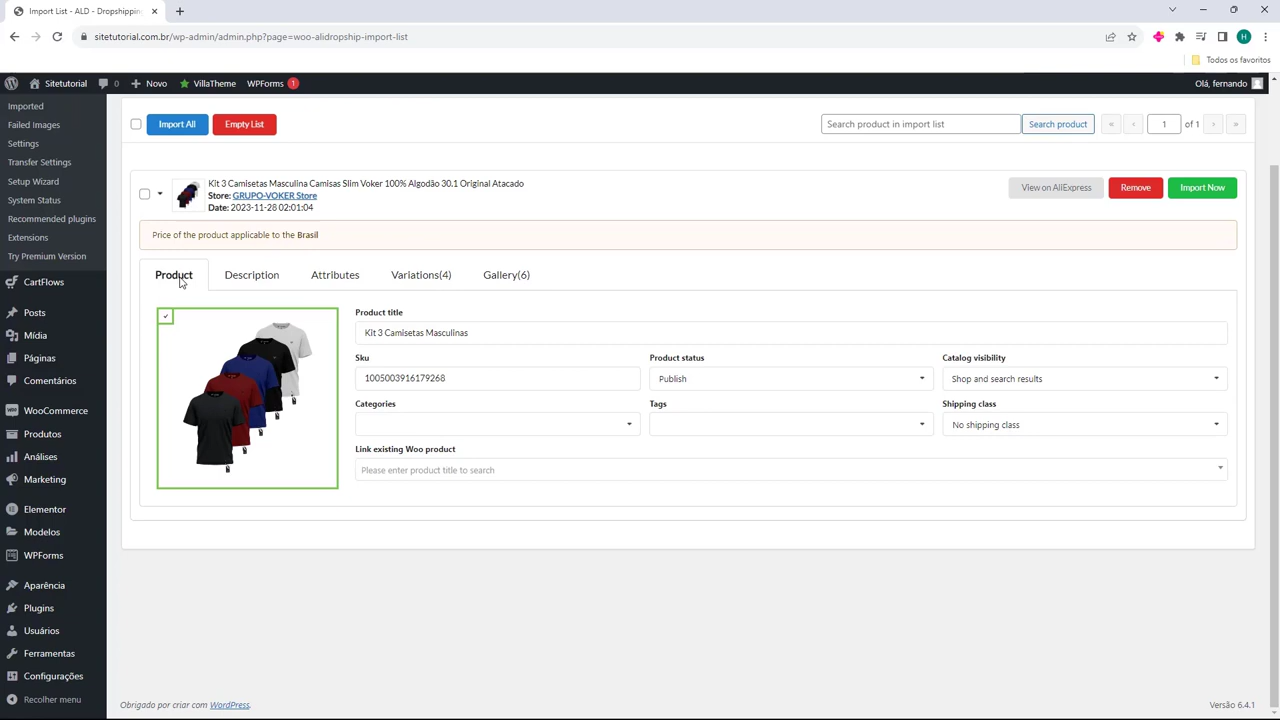 Import List - ALD - Dropshipping
sitetutorial.com.br/wp-admin/admin.php?page=woo-alidropship-import-list
H
Todos os favoritos
Sitetutorial
0
Novo
VillaTheme
WPForms 1
Olá, fernando
Imported
Failed Images
Settings
Transfer Settings
Setup Wizard
System Status
Recommended plugins
Extensions
Try Premium Version
CartFlows
Posts
Mídia
Páginas
Comentários
WooCommerce
Produtos
Análises
Marketing
Elementor
Modelos
WPForms
Aparência
Plugins
Usuários
Ferramentas
Configurações
Recolher menu
Import All
Empty List
Search product in import list
Search product
«
‹
1
of 1
›
»
Kit 3 Camisetas Masculina Camisas Slim Voker 100% Algodão 30.1 Original Atacado
Store: GRUPO-VOKER Store
Date: 2023-11-28 02:01:04
View on AliExpress
Remove
Import Now
Price of the product applicable to the Brasil
Product
Description
Attributes
Variations(4)
Gallery(6)
Product title
Kit 3 Camisetas Masculinas
Sku
Product status
Catalog visibility
1005003916179268
Publish
Shop and search results
Categories
Tags
Shipping class
No shipping class
Link existing Woo product
Please enter product title to search
Obrigado por criar com WordPress.
Versão 6.4.1